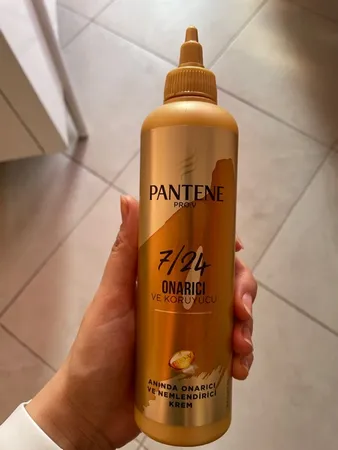 PANTENE
PRO-V
7/24
ONARICI
VE KORUYUCU
ANINDA ONARICI
VE NEMLENDİRİCİ
KREM